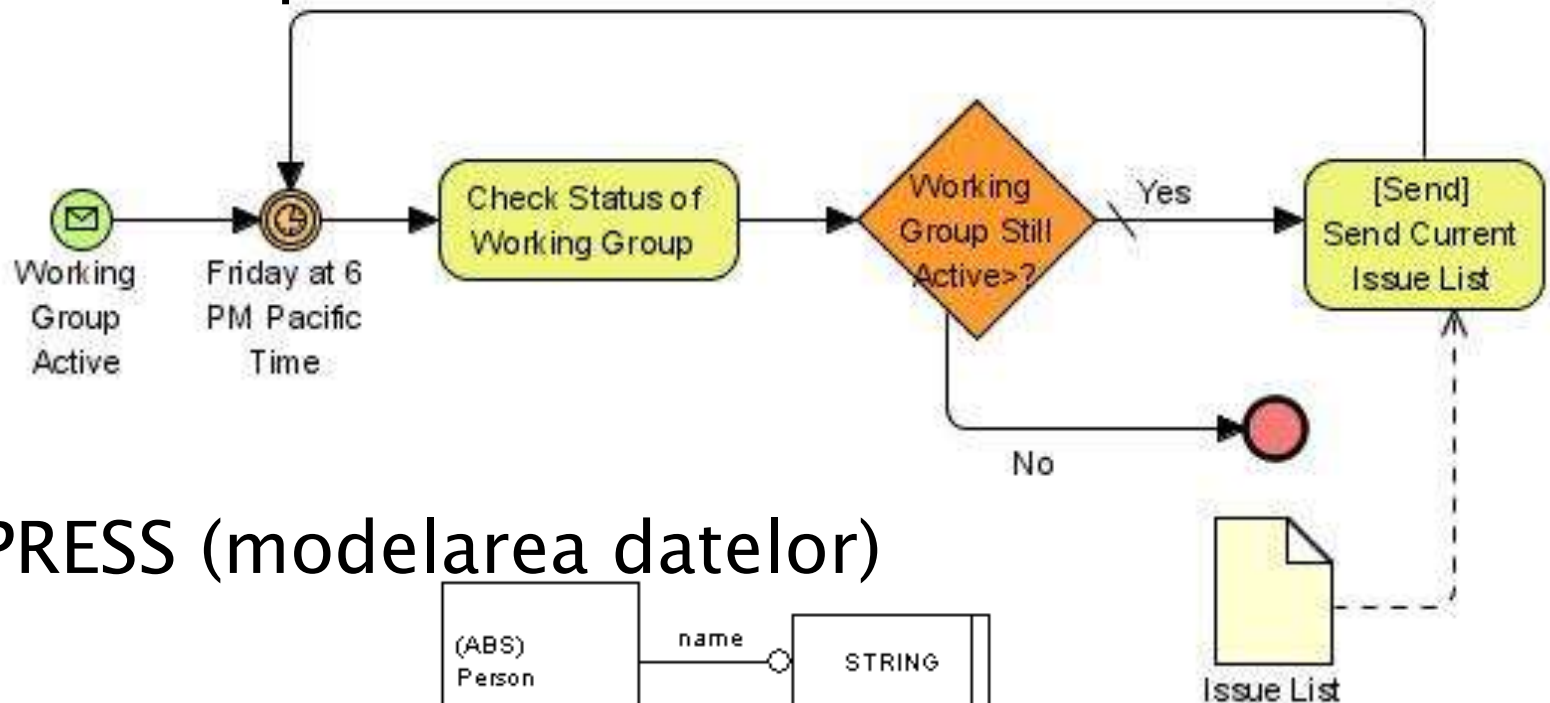 Working
Group
Active
Friday at 6
PM Pacific
Time
Check Status of
Working Group
Working
Group Still
Active>?
Yes
[Send]
Send Current
Issue List
No
PRESS (modelarea datelor)
(ABS)
Person
name
STRING
Issue List